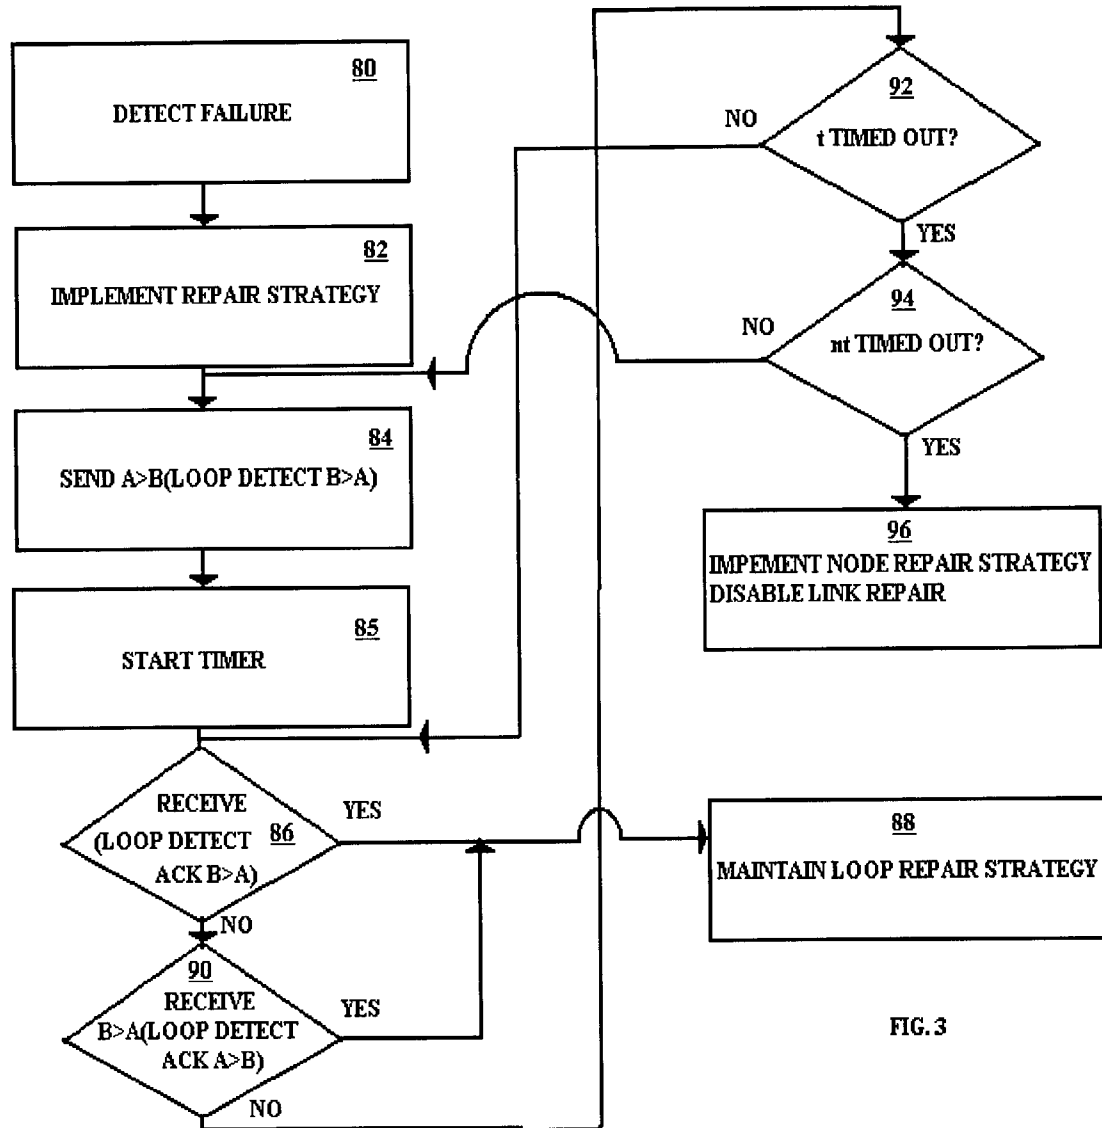 80
DETECT FAILURE
82
IMPLEMENT REPAIR STRATEGY
84
SEND A>B(LOOP DETECT B>A)
85
START TIMER
RECEIVE
(LOOP DETECT 86
ACK B>A)
YES
NO
90
RECEIVE
B>A(LOOP DETECT
ACK A>B)
YES
NO
92
t TIMED OUT?
NO
YES
94
nt TIMED OUT?
NO
YES
96
IMPEMENT NODE REPAIR STRATEGY
DISABLE LINK REPAIR
88
MAINTAIN LOOP REPAIR STRATEGY
FIG. 3